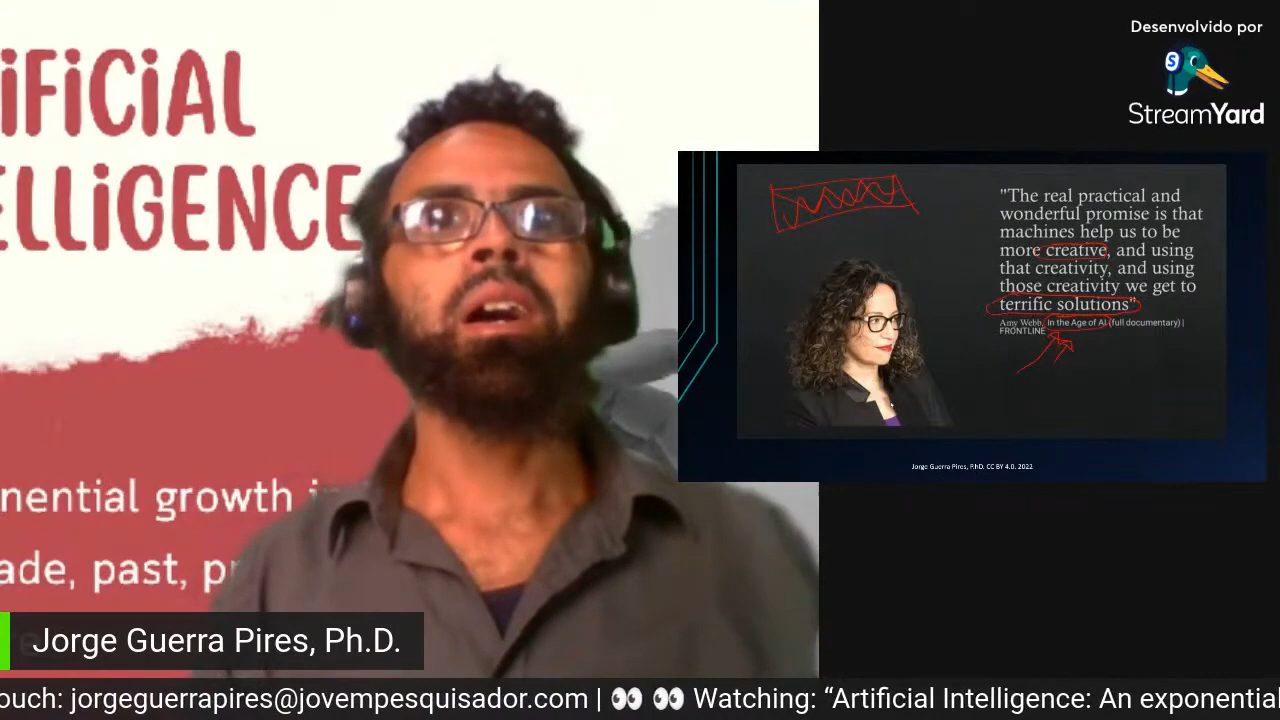 iFiCiAL
ELLiGENCE
nential growth i
ade, past, p
Jorge Guerra Pires, Ph.D.
ouch: jorgeguerrapires@jovempesquisador.com | 👀 👀 Watching: “Artificial Intelligence: An exponential
Desenvolvido por
StreamYard
"The real practical and
wonderful promise is that
machines help us to be
more creative, and using
that creativity, and using
those creativity we get to
terrific solutions"
Amy Webb, In the Age of AI (full documentary) |
FRONTLINE
Jorge Guerra Pires, P.hD. CC BY 4.0. 2022